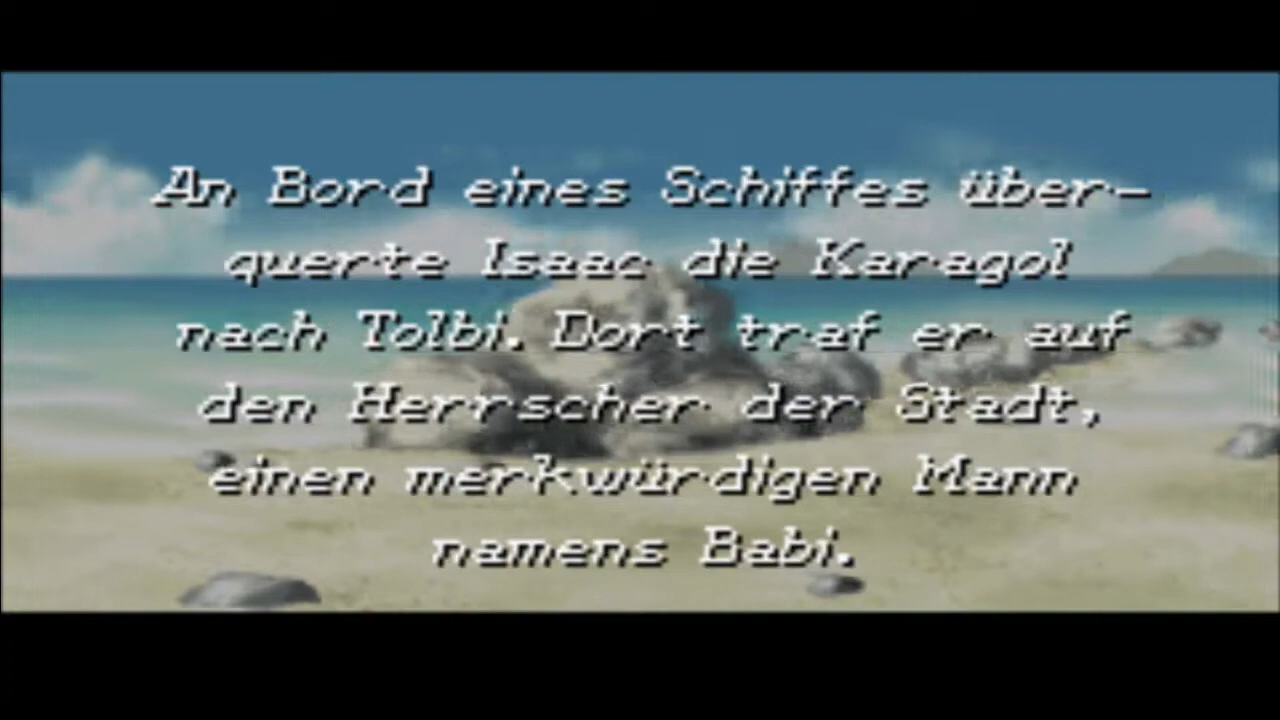 An Bord eines Schiffes über-
querte Isaac die Karagol
nach Tolbi. Dort traf er auf
den Herrscher der Stadt,
einen merkwürdigen Mann
namens Babi.